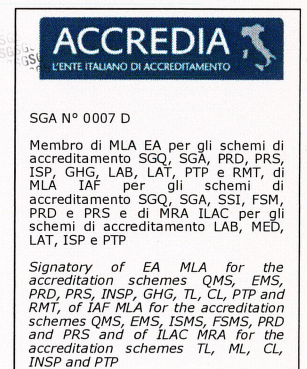 ACCREDIA
L'ENTE ITALIANO DI ACCREDITAMENTO
SGA N° 0007 D
Membro di MLA EA per gli schemi di
accreditamento SGQ, SGA, PRD, PRS,
ISP, GHG, LAB, LAT, PTP e RMT, di
MLA IAF per gli schemi di
accreditamento SGQ, SGA, SSI, FSM,
PRD e PRS e di MRA ILAC per gli
schemi di accreditamento LAB, MED,
LAT, ISP e PTP
Signatory of EA MLA for the
accreditation schemes QMS, EMS,
PRD, PRS, INSP, GHG, TL, CL, PTP and
RMT, of IAF MLA for the accreditation
schemes QMS, EMS, ISMS, FSMS, PRD
and PRS and of ILAC MRA for the
accreditation schemes TL, ML, CL,
INSP and PTP